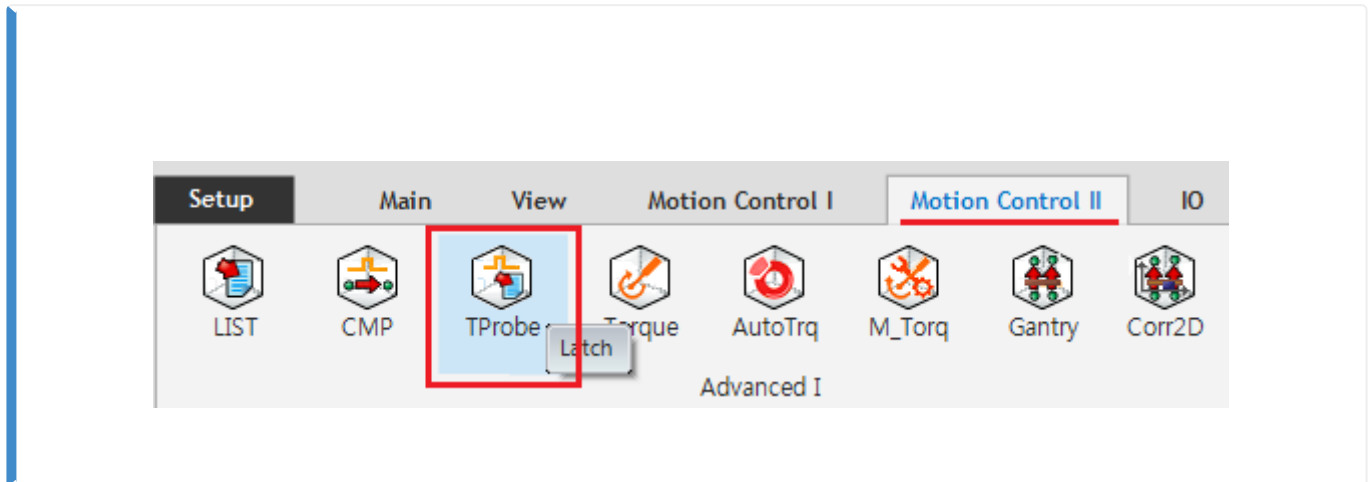 Setup Main View Motion Control I Motion Control II IO
LIST CMP TProbe Torque AutoTrq M_Torq Gantry Corr2D
Latch
Advanced I